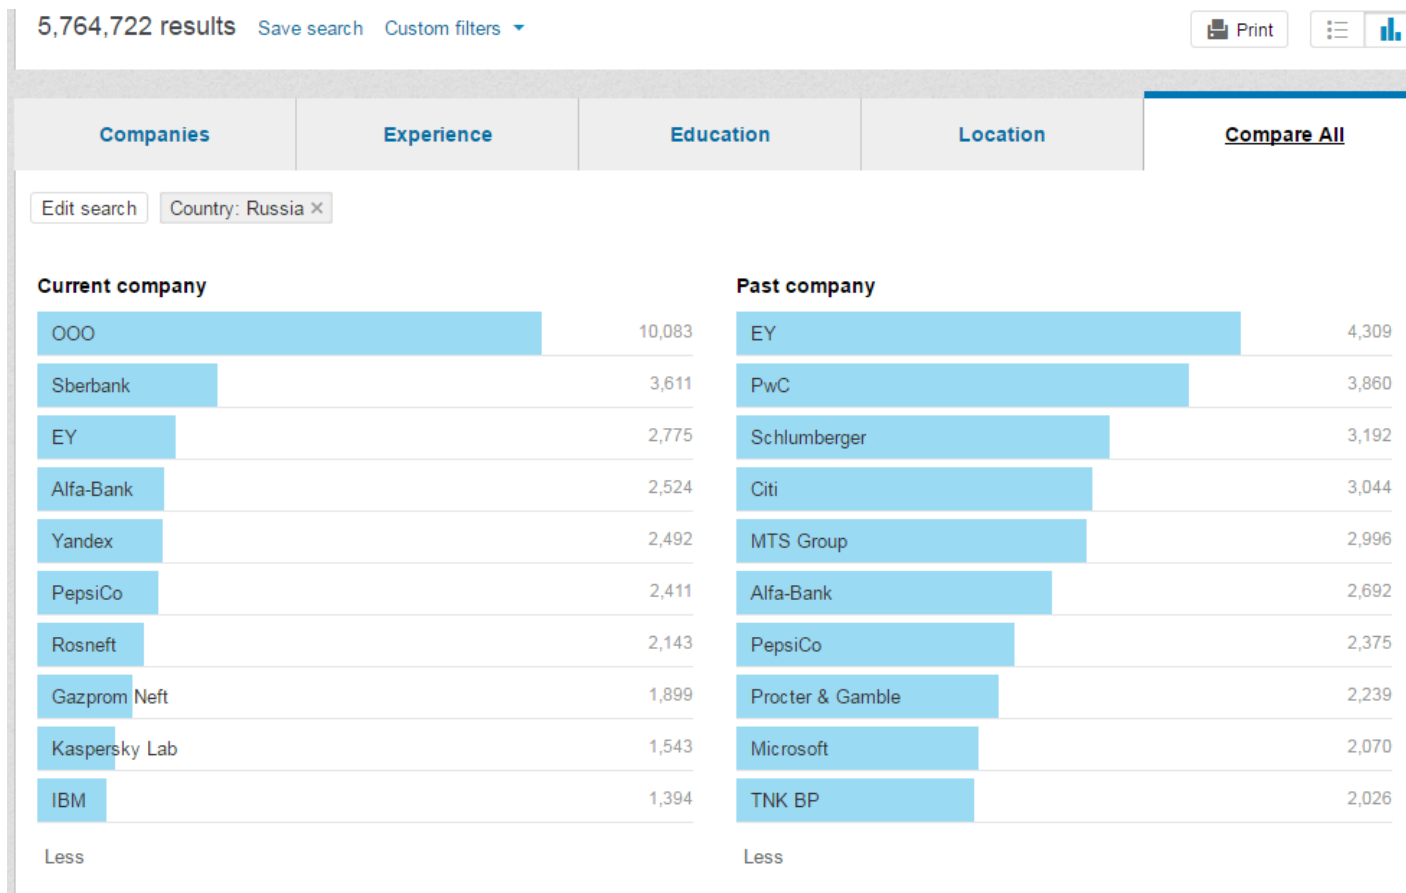 5,764,722 results Save search Custom filters
Print
Companies Experience Education Location Compare All
Edit search Country: Russia ×
Current company
OOO 10,083
Sberbank 3,611
EY 2,775
Alfa-Bank 2,524
Yandex 2,492
PepsiCo 2,411
Rosneft 2,143
Gazprom Neft 1,899
Kaspersky Lab 1,543
IBM 1,394
Less
Past company
EY 4,309
PwC 3,860
Schlumberger 3,192
Citi 3,044
MTS Group 2,996
Alfa-Bank 2,692
PepsiCo 2,375
Procter & Gamble 2,239
Microsoft 2,070
TNK BP 2,026
Less